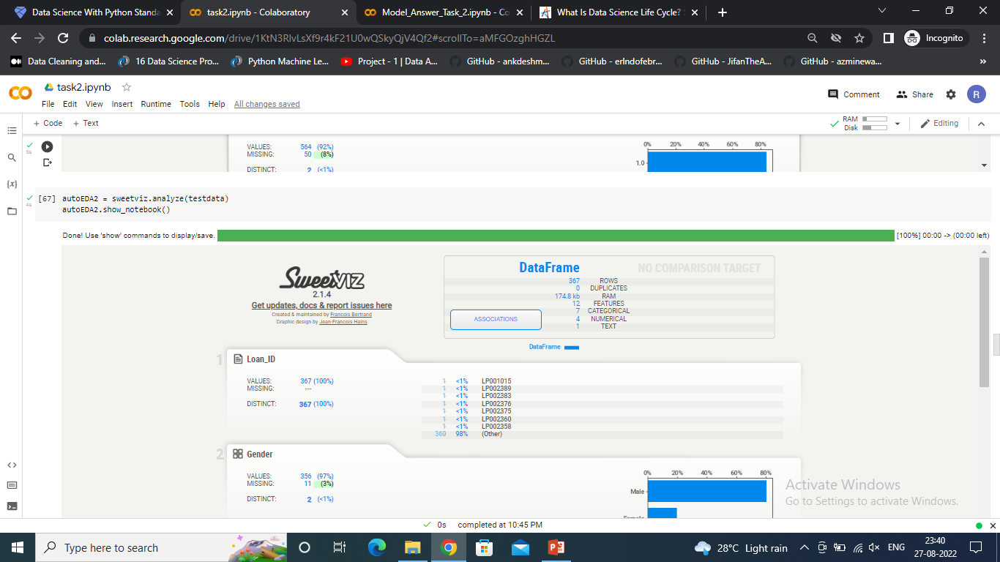 Data Science With Python Standa
task2.ipynb - Colaboratory
Model_Answer_Task_2.ipynb - Co
What Is Data Science Life Cycle?
colab.research.google.com/drive/1KtN3RlvLsXf9r4kF21U0wQSkyQjV4Qf2#scrollTo=aMFGOzghHGZL
Incognito
Data Cleaning and...
16 Data Science Pro...
Python Machine Le...
Project - 1 | Data A...
GitHub - ankdeshm...
GitHub - erIndofebr...
GitHub - JifanTheA...
GitHub - azminewa...
»
CO
task2.ipynb
Comment
Share
R
File Edit View Insert Runtime Tools Help All changes saved
+ Code + Text
RAM
Disk
Editing
5s
VALUES: 564 (92%)
MISSING: 50 (8%)
DISTINCT: 2 (<1%)
0% 20% 40% 60% 80%
1.0
{x}
4s
[67] autoEDA2 = sweetviz.analyze(testdata)
autoEDA2.show_notebook()
Done! Use 'show' commands to display/save.
[100%] 00:00 -> (00:00 left)
SweetVIZ
2.1.4
Get updates, docs & report issues here
Created & maintained by Francois Bertrand
Graphic design by Jean-Francois Hains
DataFrame
NO COMPARISON TARGET
367 ROWS
0 DUPLICATES
174.8 kb RAM
12 FEATURES
7 CATEGORICAL
4 NUMERICAL
1 TEXT
ASSOCIATIONS
DataFrame
1 Loan_ID
VALUES: 367 (100%)
MISSING: ---
DISTINCT: 367 (100%)
1 <1% LP001015
1 <1% LP002389
1 <1% LP002383
1 <1% LP002376
1 <1% LP002375
1 <1% LP002360
1 <1% LP002358
360 98% (Other)
2 Gender
VALUES: 356 (97%)
MISSING: 11 (3%)
DISTINCT: 2 (<1%)
0% 20% 40% 60% 80%
Male
Female
Activate Windows
Go to Settings to activate Windows.
0s completed at 10:45 PM
Type here to search
28°C Light rain
ENG
23:40
27-08-2022